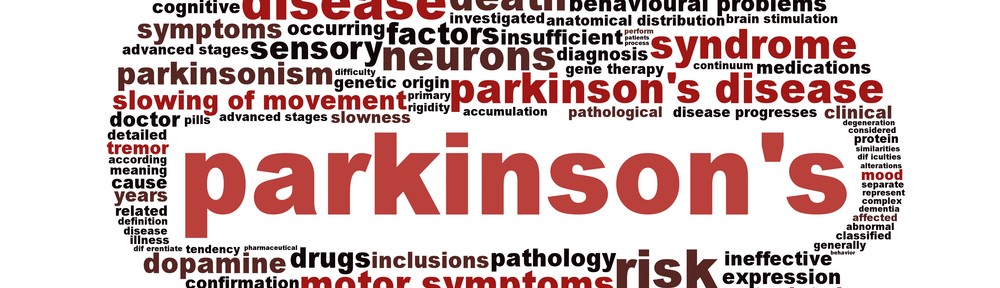 cognitive disease death behavioural problems
investigated anatomical distribution brain stimulation
symptoms occurring factors insufficient perform patients process syndrome
advanced stages sensory neurons diagnosis
parkinsonism difficulty gene therapy continuum medications
genetic origin
slowing of movement primary rigidity parkinson's disease
doctor pills advanced stages slowness accumulation pathological disease progresses clinical
detailed
tremor
according
meaning
cause
years
related
definition
disease
illness
parkinson's
degeneration
considered
protein
similarities
dif iculties
alterations
mood
separate
represent
complex
dementia
affected
abnormal
classified
generally
behavior
dif erentiate tendency pharmaceutical
dopamine drugs inclusions pathology risk ineffective
confirmation motor symptoms expression